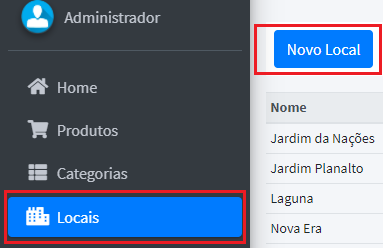 Administrador
Home
Produtos
Categorias
Locais
Novo Local
Nome
Jardim da Nações
Jardim Planalto
Laguna
Nova Era